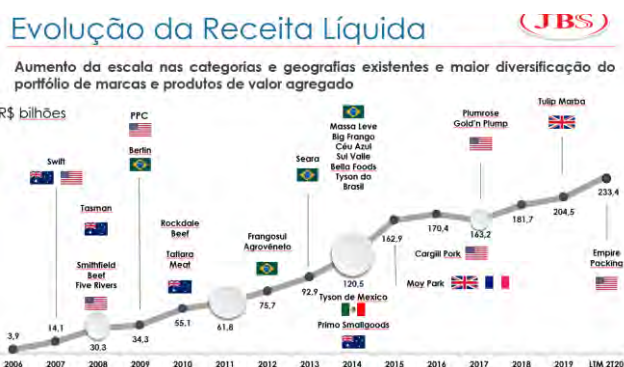 Evolução da Receita Líquida
JBS
Aumento da escala nas categorias e geografias existentes e maior diversificação do
portfólio de marcas e produtos de valor agregado
R$ bilhões
Swift
Tasman
Smithfield
Beef
Five Rivers
PPC
Bertin
Rockdale
Beef
Tatiara
Meat
Frangosul
Agrovêneto
Seara
Massa Leve
Big Frango
Céu Azul
Sul Valle
Bella Foods
Tyson do
Brasil
Tyson de Mexico
Primo Smallgoods
Moy Park
Cargill Pork
Plumrose
Gold'n Plump
Tulip Marba
Empire
Packing
3,9
14,1
30,3
34,3
55,1
61,8
75,7
92,9
120,5
162,9
170,4
163,2
181,7
204,5
233,4
2006 2007 2008 2009 2010 2011 2012 2013 2014 2015 2016 2017 2018 2019 LTM 2T20